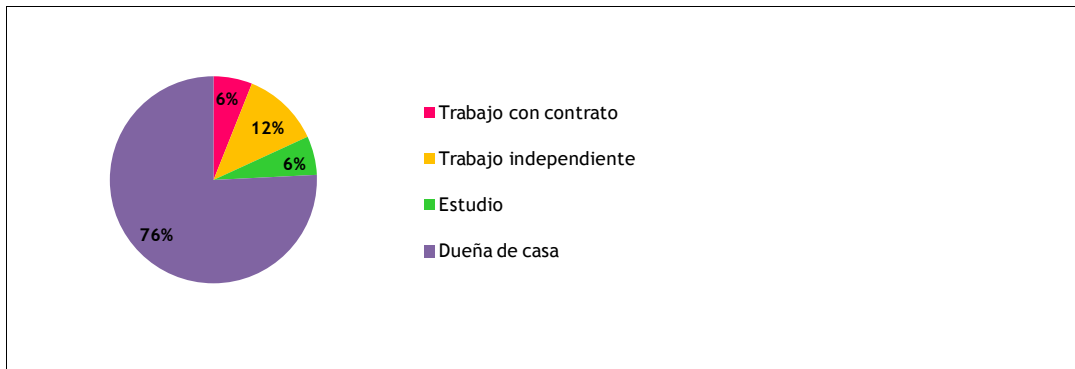 6%
12%
6%
76%
Trabajo con contrato
Trabajo independiente
Estudio
Dueña de casa